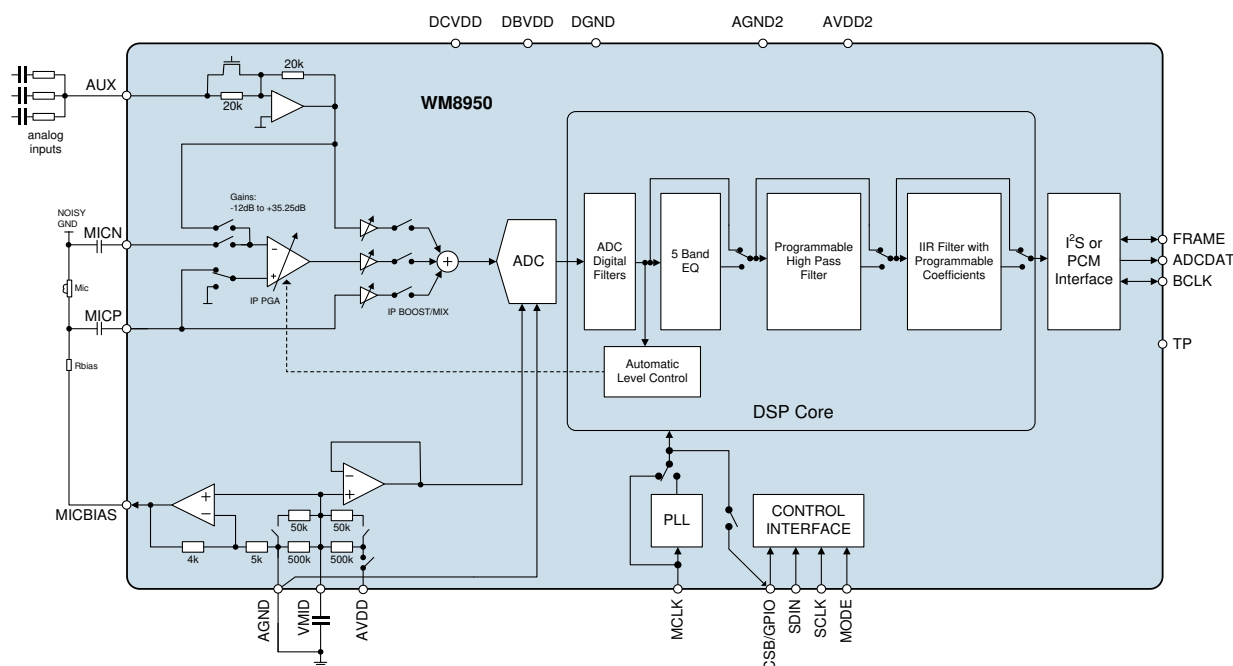 DCVDD
DBVDD
DGND
AGND2
AVDD2
AUX
20k
20k
WM8950
analog
inputs
Gains:
-12dB to +35.25dB
NOISY
GND
MICN
Mic
MICP
Rbias
IP PGA
IP BOOST/MIX
ADC
ADC
Digital
Filters
5 Band
EQ
Programmable
High Pass
Filter
IIR Filter with
Programmable
Coefficients
I2S or
PCM
Interface
FRAME
ADCDAT
BCLK
TP
Automatic
Level Control
DSP Core
MICBIAS
+
−
−
+
4k
5k
50k
50k
500k
500k
PLL
CONTROL
INTERFACE
AGND
VMID
AVDD
MCLK
CSB/GPIO
SDIN
SCLK
MODE